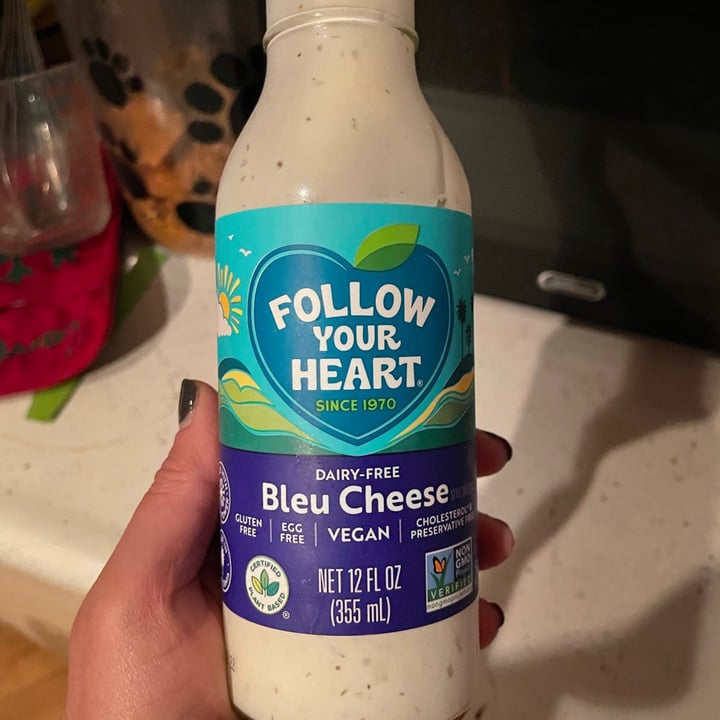 FOLLOW
YOUR
HEART®
SINCE 1970
DAIRY-FREE
Bleu Cheese
GLUTEN FREE | EGG FREE | VEGAN | CHOLESTEROL & PRESERVATIVE
CERTIFIED PLANT BASED ®
NET 12 FL OZ
(355 mL)
NON
GMO
Project
VERIFIED